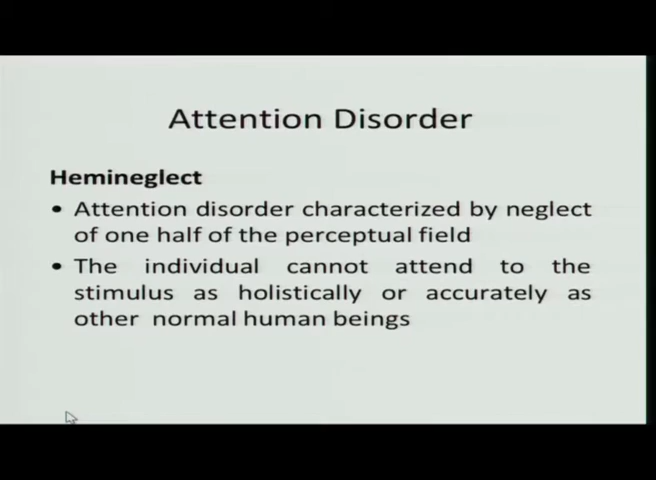 Attention Disorder
Hemineglect
• Attention disorder characterized by neglect
of one half of the perceptual field
• The individual cannot attend to the
stimulus as holistically or accurately as
other normal human beings